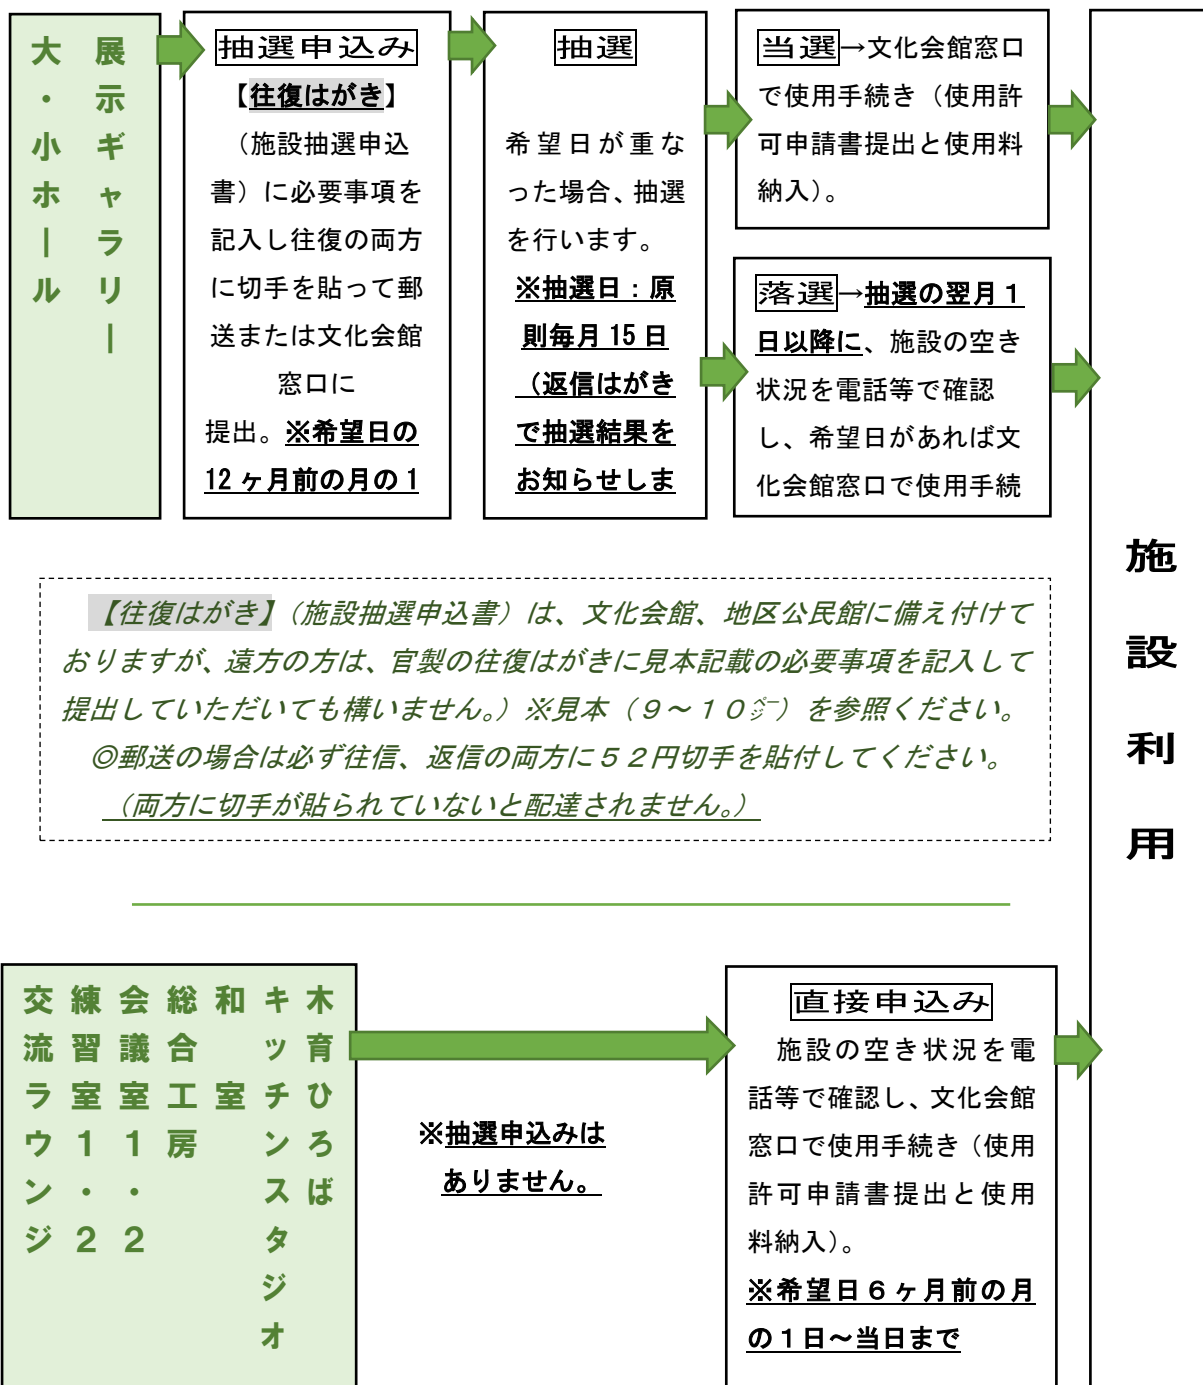 展示ギャラリー
大・小ホール
抽選申込み
【往復はがき】
（施設抽選申込
書）に必要事項を
記入し往復の両方
に切手を貼って郵
送または文化会館
窓口に
提出。※希望日の
12ヶ月前の月の1
抽選
希望日が重な
った場合、抽選
を行います。
※抽選日：原
則毎月15日
（返信はがき
で抽選結果を
お知らせしま
当選→文化会館窓口
で使用手続き（使用許
可申請書提出と使用料
納入）。
落選→抽選の翌月１
日以降に、施設の空き
状況を電話等で確認
し、希望日があれば文
化会館窓口で使用手続
施設利用
【往復はがき】（施設抽選申込書）は、文化会館、地区公民館に備え付けて
おりますが、遠方の方は、官製の往復はがきに見本記載の必要事項を記入して
提出していただいても構いません。）※見本（９～１０㌻）を参照ください。
◎郵送の場合は必ず往信、返信の両方に５２円切手を貼付してください。
（両方に切手が貼られていないと配達されません。）
木育ひろば
キッチンスタジオ
和　室
総合工房
会議室１・２
練習室１・２
交流ラウンジ
※抽選申込みは
ありません。
直接申込み
施設の空き状況を電
話等で確認し、文化会館
窓口で使用手続き（使用
許可申請書提出と使用
料納入）。
※希望日６ヶ月前の月
の１日～当日まで